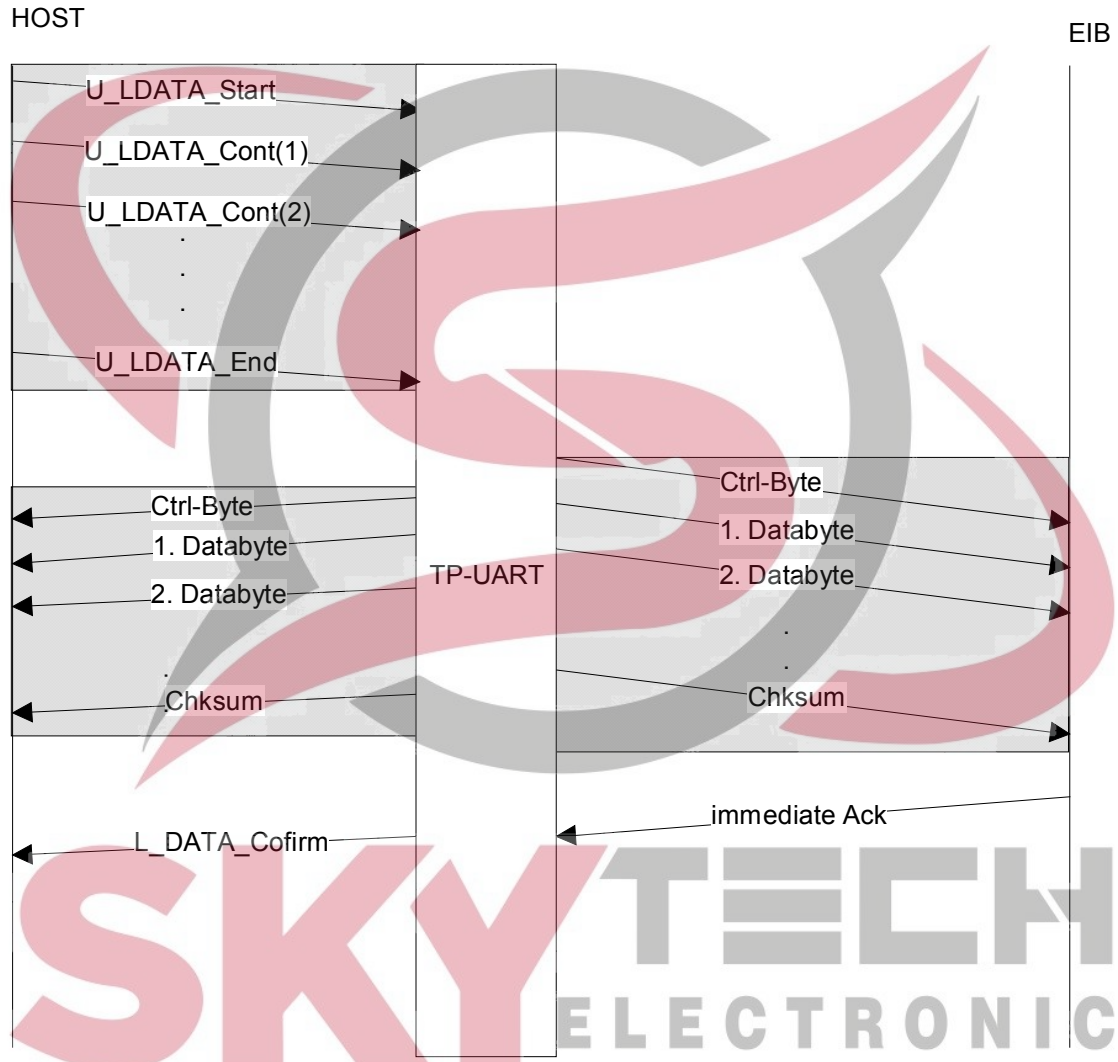 HOST
EIB
U_LDATA_Start
U_LDATA_Cont(1)
U_LDATA_Cont(2)
.
.
.
U_LDATA_End
Ctrl-Byte
1. Databyte
2. Databyte
.
.
Chksum
TP-UART
Ctrl-Byte
1. Databyte
2. Databyte
.
.
Chksum
immediate Ack
L_DATA_Cofirm
SKYTECH
ELECTRONIC